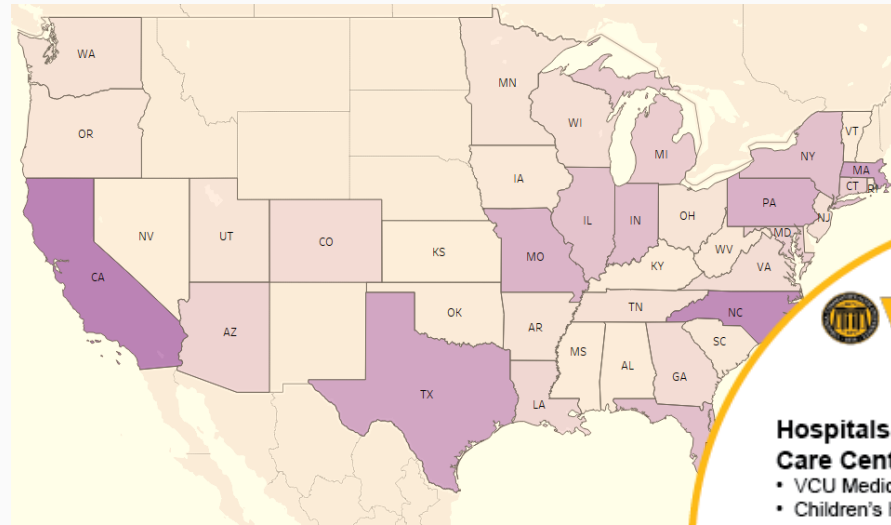 WA
MN
VT
OR
WI
NY
MI
MA
CT
RI
IA
PA
NJ
OH
IL
IN
MD
NV
UT
CO
KS
MO
WV
VA
KY
CA
NC
TN
AZ
OK
AR
SC
MS
AL
GA
TX
LA
Hospitals
Care Cent
• VCU Medic
• Children's H